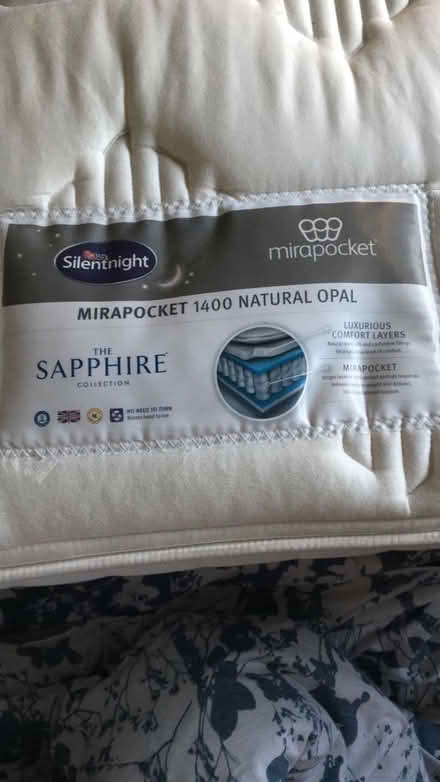 Silentnight
mirapocket
MIRAPOCKET 1400 NATURAL OPAL
THE
SAPPHIRE
COLLECTION
NO NEED TO TURN
LUXURIOUS
COMFORT LAYERS
MIRAPOCKET